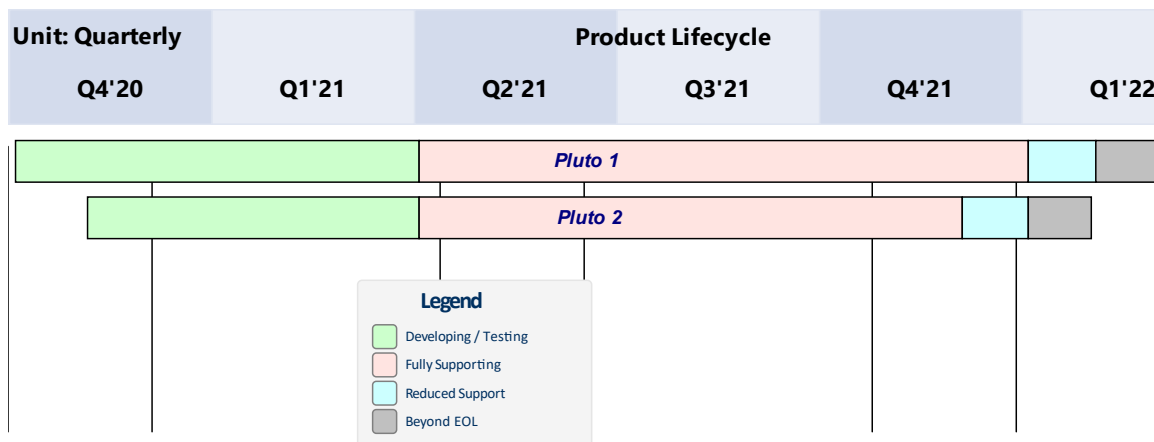 Unit: Quarterly Product Lifecycle
Q4'20 Q1'21 Q2'21 Q3'21 Q4'21 Q1'22
Pluto 1
Pluto 2
Legend
Developing / Testing
Fully Supporting
Reduced Support
Beyond EOL